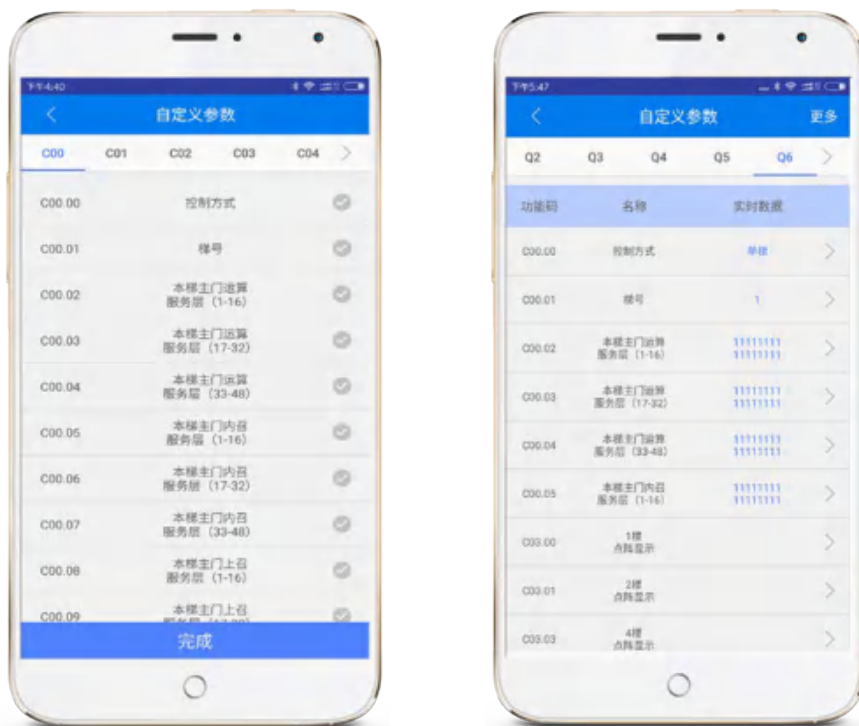 下午4:40
自定义参数
C00 C01 C02 C03 C04
C00.00 控制方式
C00.01 梯号
C00.02 本梯主门运算
服务层（1-16）
C00.03 本梯主门运算
服务层（17-32）
C00.04 本梯主门运算
服务层（33-48）
C00.05 本梯主门内召
服务层（1-16）
C00.06 本梯主门内召
服务层（17-32）
C00.07 本梯主门内召
服务层（33-48）
C00.08 本梯主门上召
服务层（1-16）
C00.09 本梯主门上召
完成
下午5:47
自定义参数 更多
Q2 Q3 Q4 Q5 Q6
功能码 名称 实时数据
C00.00 控制方式 单梯
C00.01 梯号 1
C00.02 本梯主门运算 11111111
服务层（1-16） 11111111
C00.03 本梯主门运算 11111111
服务层（17-32） 11111111
C00.04 本梯主门运算 11111111
服务层（33-48） 11111111
C00.05 本梯主门内召 11111111
服务层（1-16） 11111111
C03.00 1楼
点阵显示
C03.01 2楼
点阵显示
C03.03 4楼
点阵显示